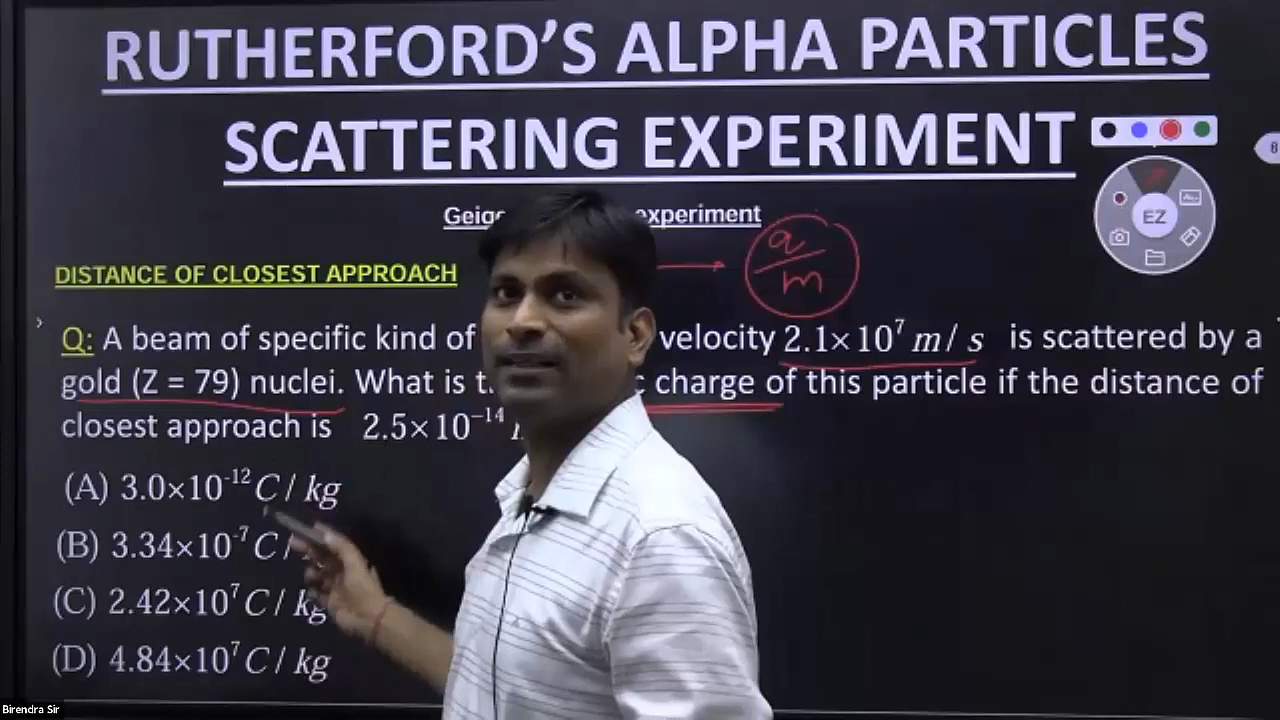 RUTHERFORD'S ALPHA PARTICLES
SCATTERING EXPERIMENT
EZ
8
experiment
q/m
DISTANCE OF CLOSEST APPROACH
Q: A beam of specific kind of velocity 2.1×10⁷ m/s is scattered by a
gold (Z = 79) nuclei. What is charge of this particle if the distance of
closest approach is 2.5×10⁻¹⁴
(A) 3.0×10⁻¹² C/kg
(B) 3.34×10⁻⁷ C/
(C) 2.42×10⁷ C/kg
(D) 4.84×10⁷ C/kg
Birendra Sir